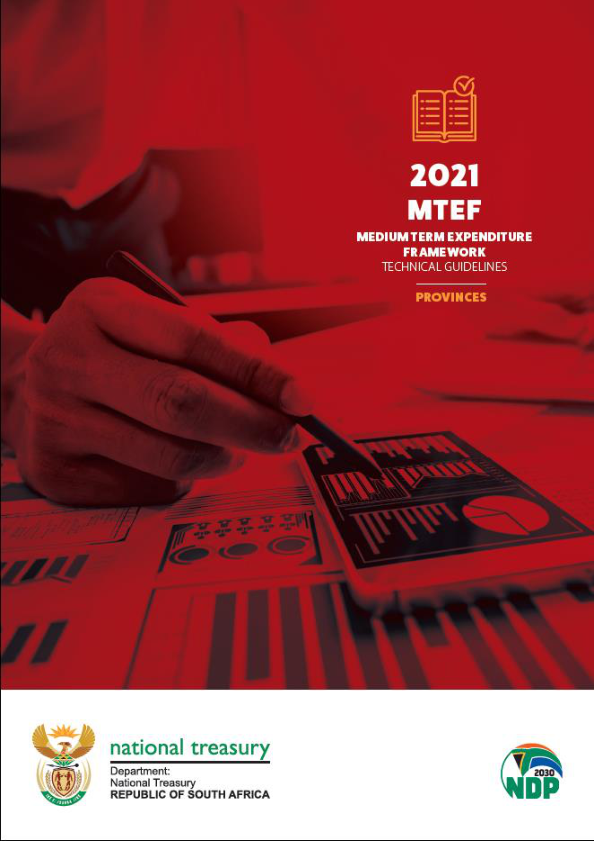 2021
MTEF
MEDIUM TERM EXPENDITURE
FRAMEWORK
TECHNICAL GUIDELINES
PROVINCES
national treasury
Department:
National Treasury
REPUBLIC OF SOUTH AFRICA
2030
NDP